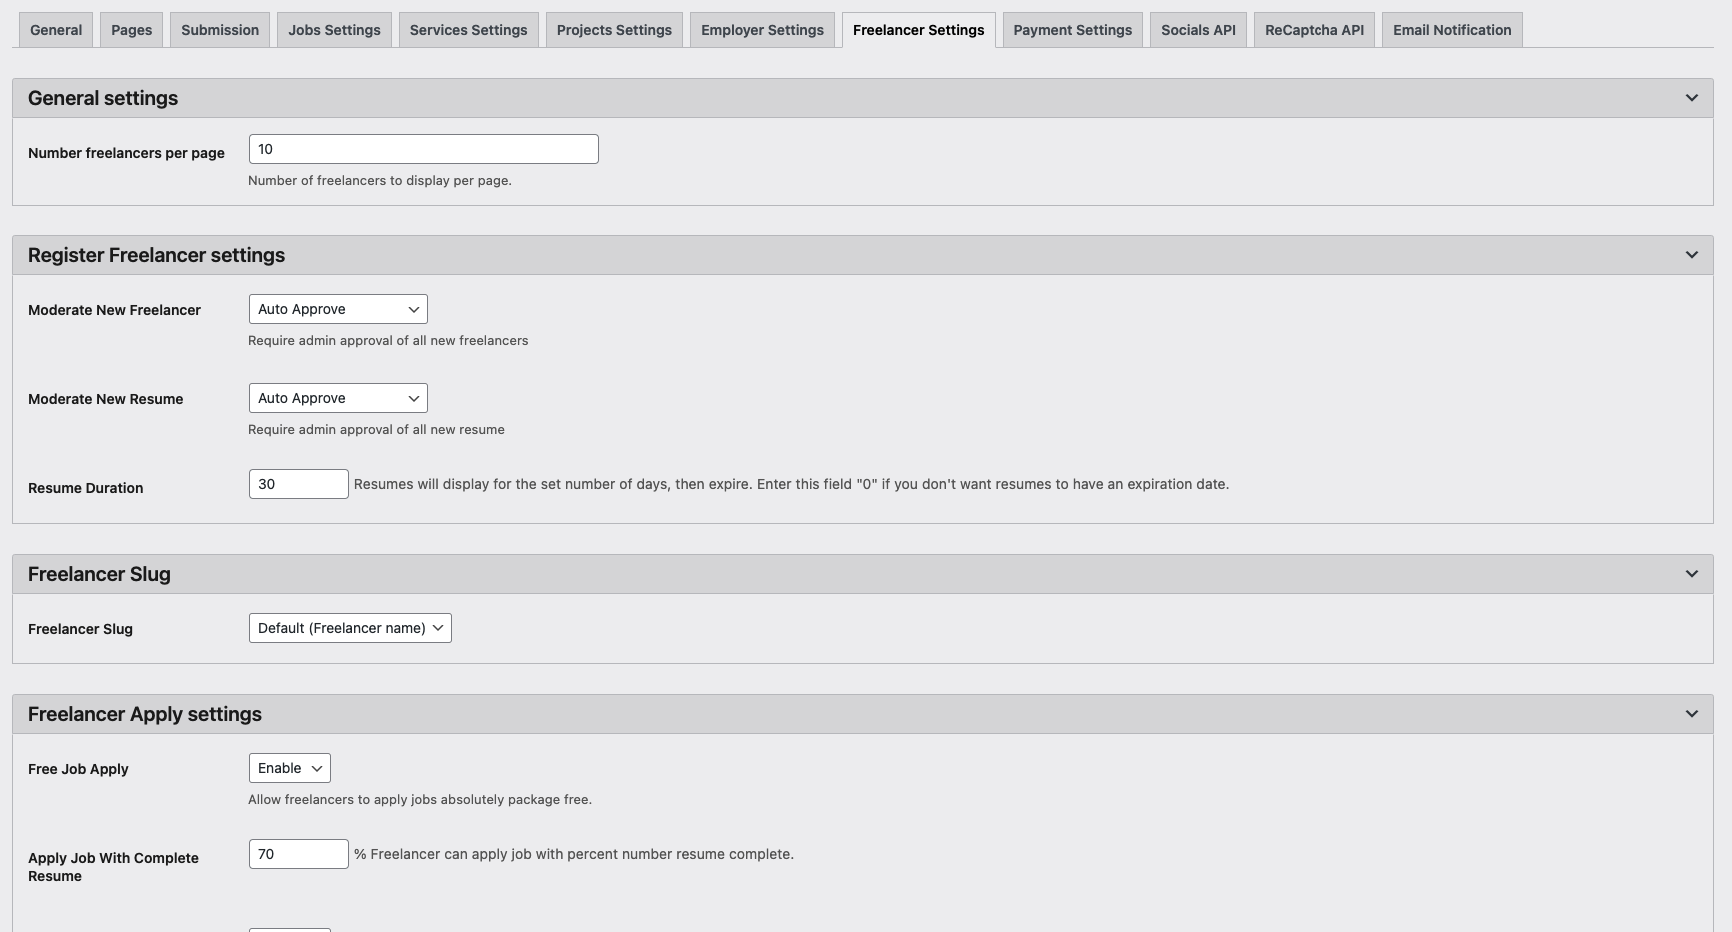 General Pages Submission Jobs Settings Services Settings Projects Settings Employer Settings Freelancer Settings Payment Settings Socials API ReCaptcha API Email Notification
General settings
Number freelancers per page 10
Number of freelancers to display per page.
Register Freelancer settings
Moderate New Freelancer Auto Approve
Require admin approval of all new freelancers
Moderate New Resume Auto Approve
Require admin approval of all new resume
Resume Duration 30 Resumes will display for the set number of days, then expire. Enter this field "0" if you don't want resumes to have an expiration date.
Freelancer Slug
Freelancer Slug Default (Freelancer name)
Freelancer Apply settings
Free Job Apply Enable
Allow freelancers to apply jobs absolutely package free.
Apply Job With Complete 70 % Freelancer can apply job with percent number resume complete.
Resume